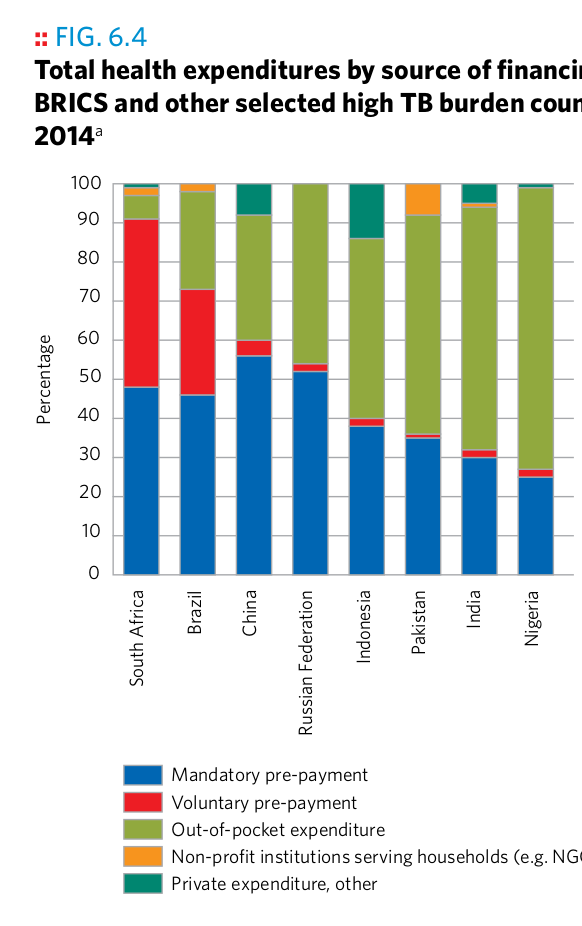 :: FIG. 6.4
Total health expenditures by source of financi
BRICS and other selected high TB burden coun
2014a
100
90
80
70
60
50
40
30
20
10
0
Percentage
South Africa
Brazil
China
Russian Federation
Indonesia
Pakistan
India
Nigeria
Mandatory pre-payment
Voluntary pre-payment
Out-of-pocket expenditure
Non-profit institutions serving households (e.g. NG
Private expenditure, other